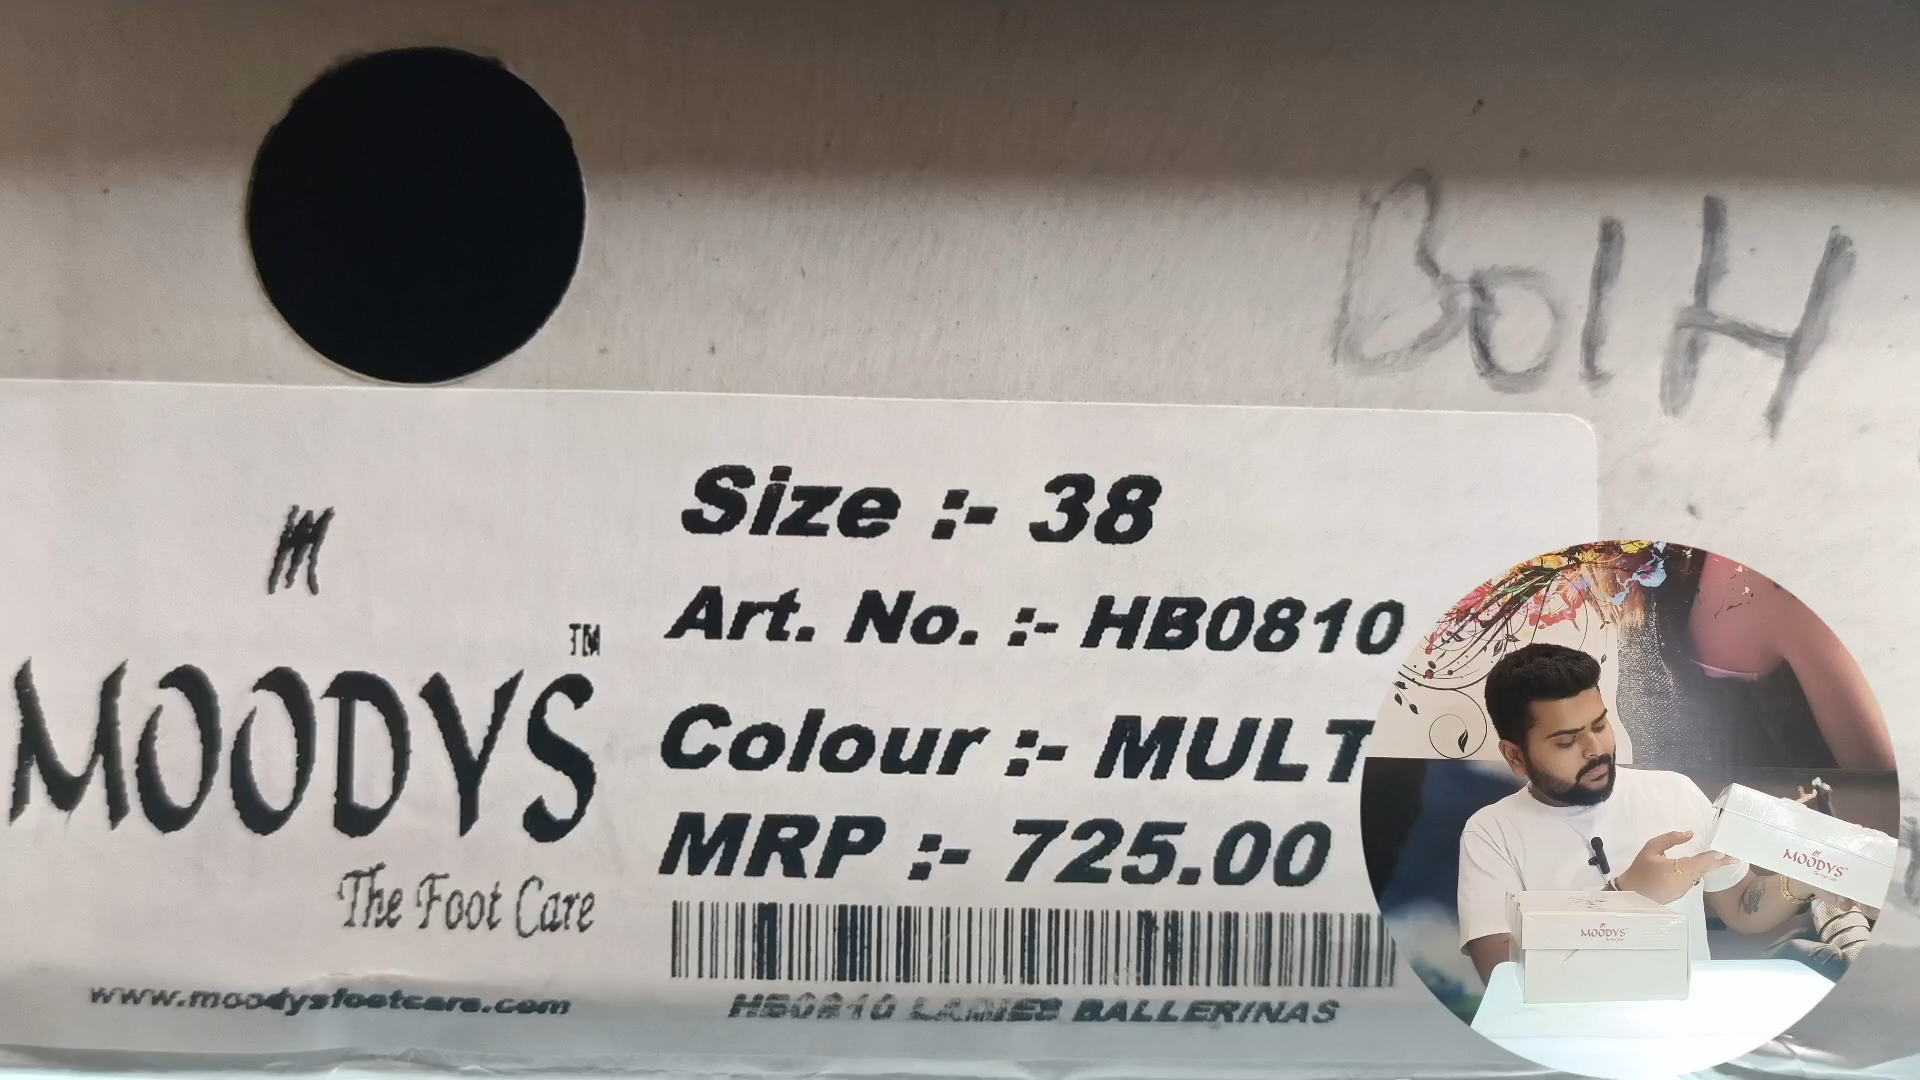 BOTH
Size :- 38
Art. No. :- HB0810
Colour :- MULT
MRP :- 725.00
M
MOODYS™
The Foot Care
www.moodysfootcare.com
HB0810 LADIES BALLERINAS
MOODYS
MOODYS